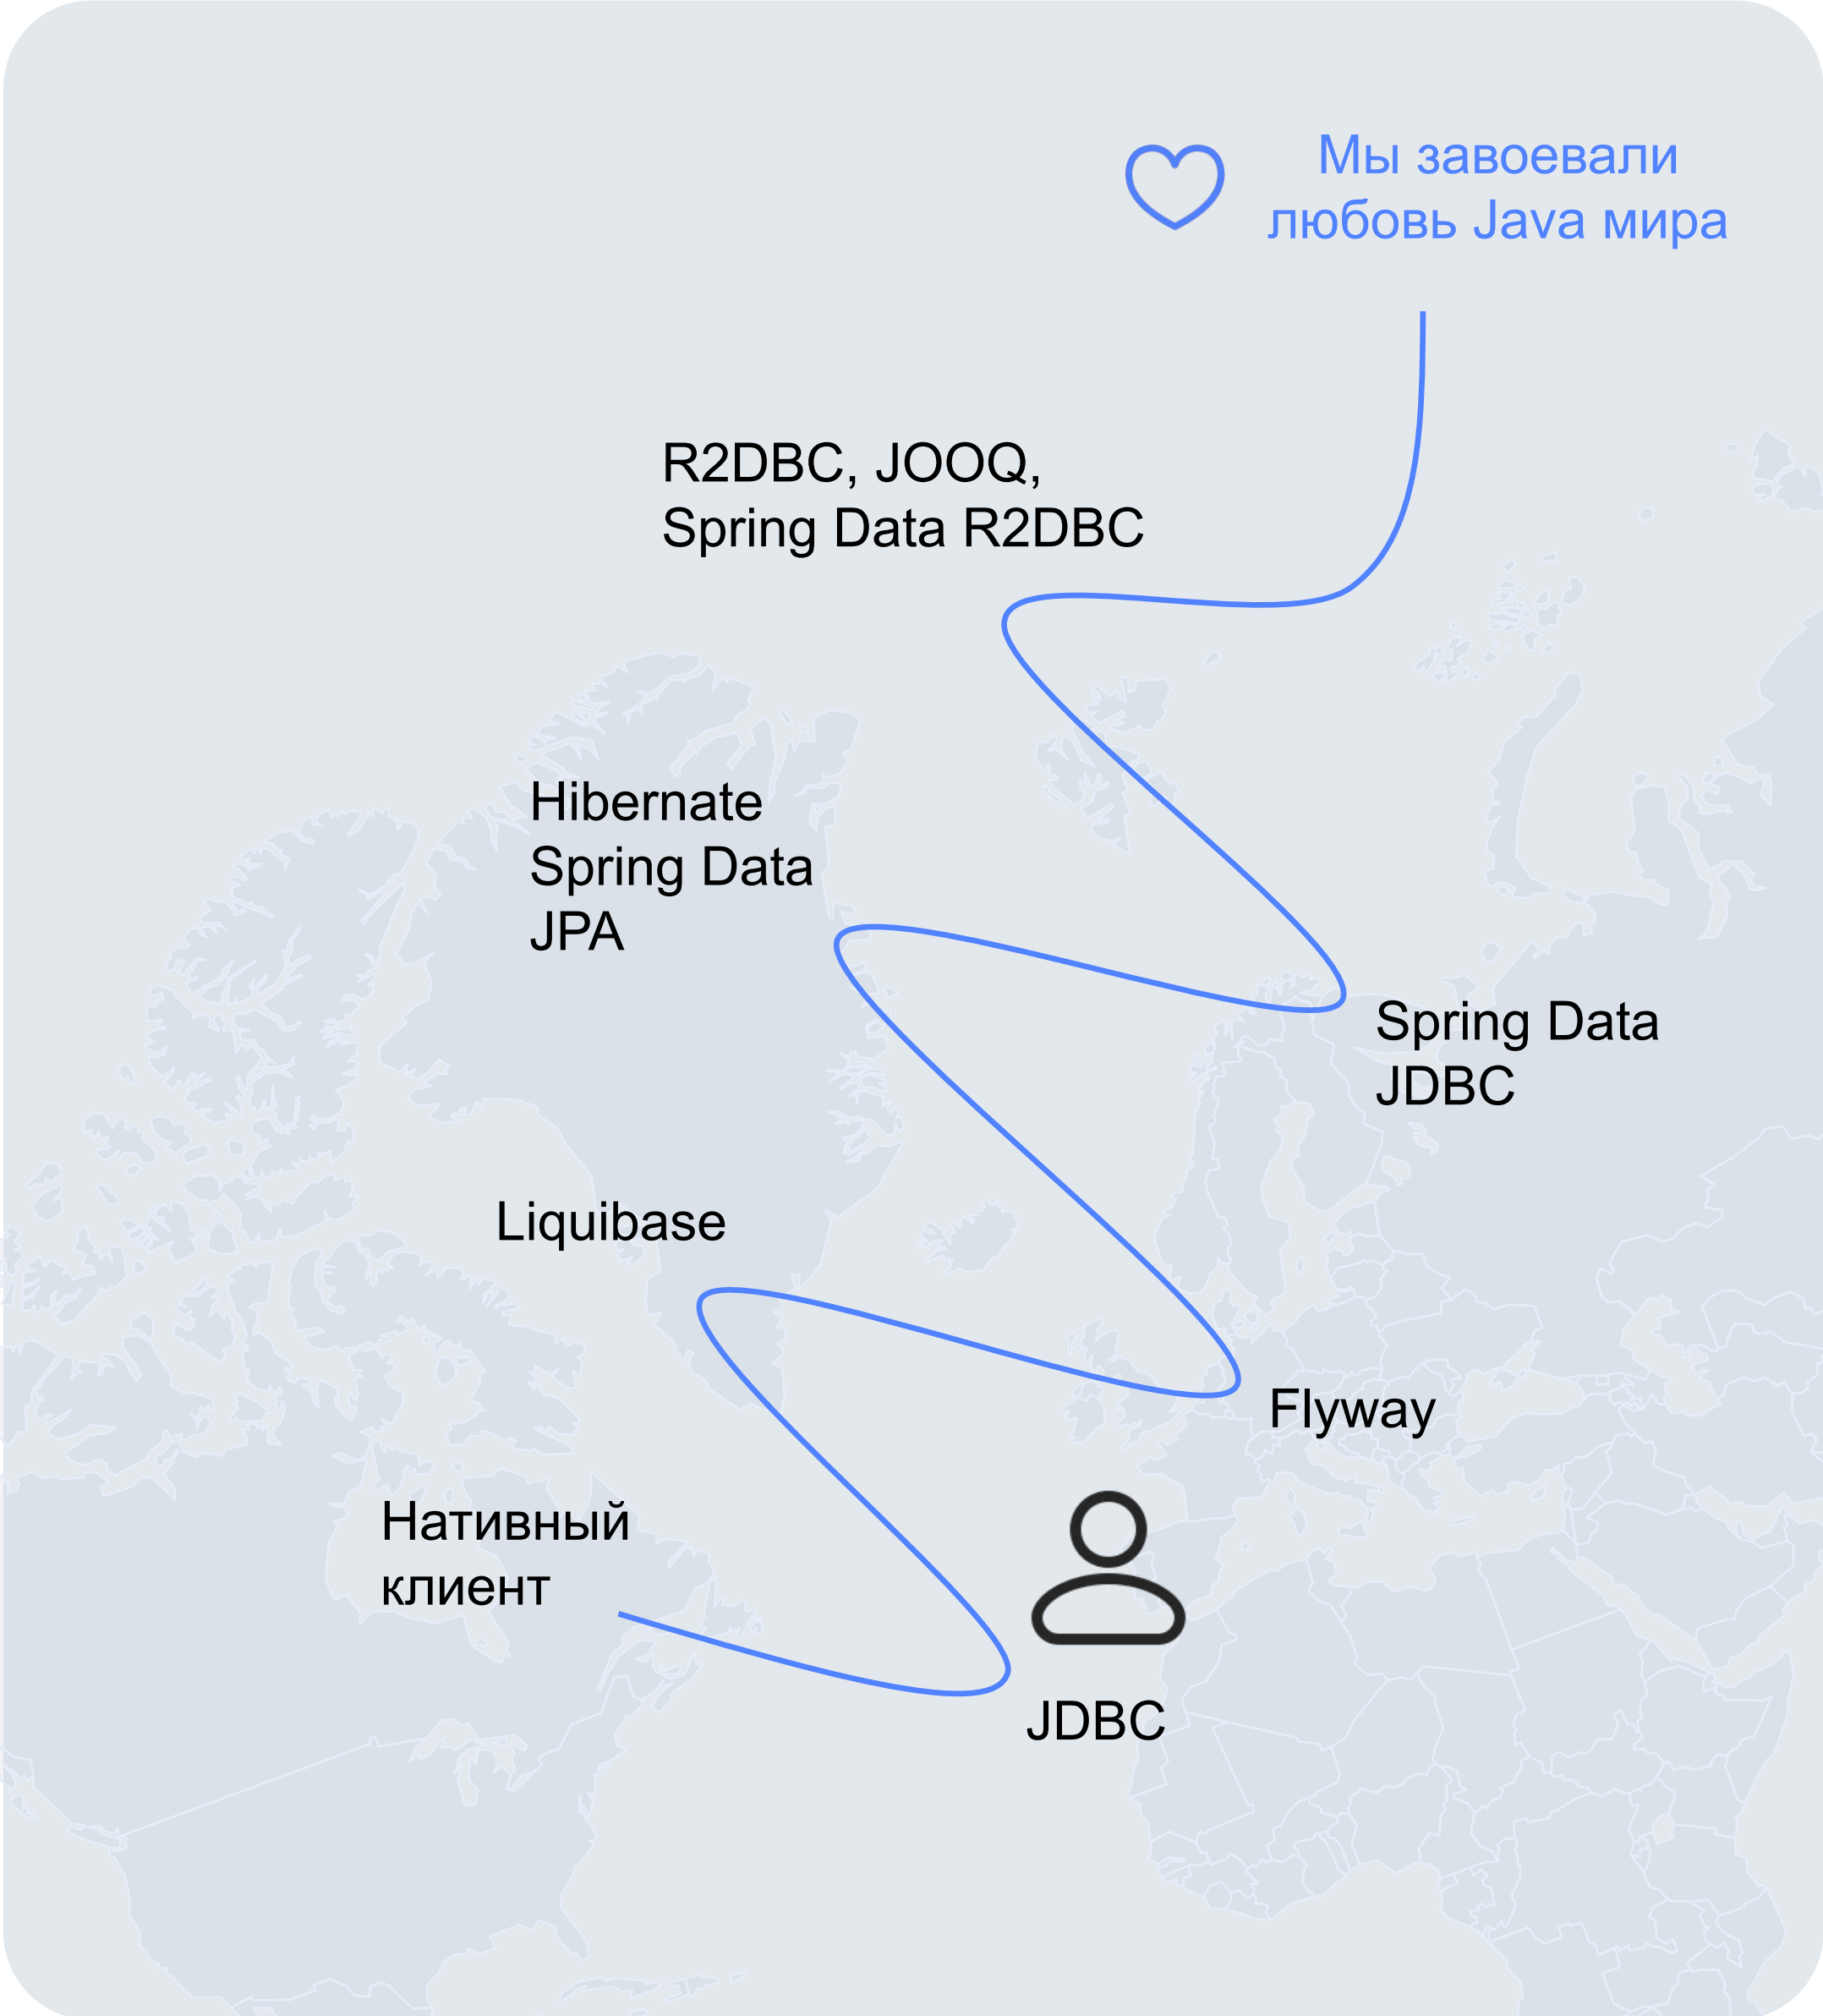 Мы завоевали
любовь Java мира
R2DBC, JOOQ,
Spring Data R2DBC
Hibernate
Spring Data
JPA
Spring Data
JDBC
Liquibase
Flyway
Нативный
клиент
JDBC